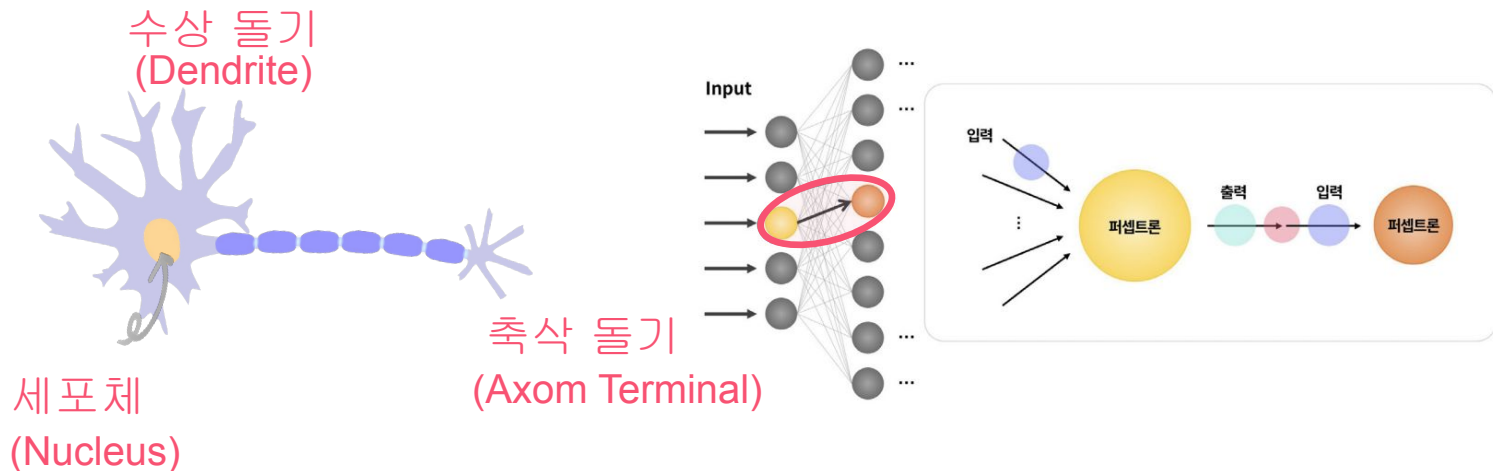 수상 돌기
(Dendrite)
축삭 돌기
(Axom Terminal)
세포체
(Nucleus)
Input
...
...
...
...
입력
⋮
퍼셉트론
출력
입력
퍼셉트론